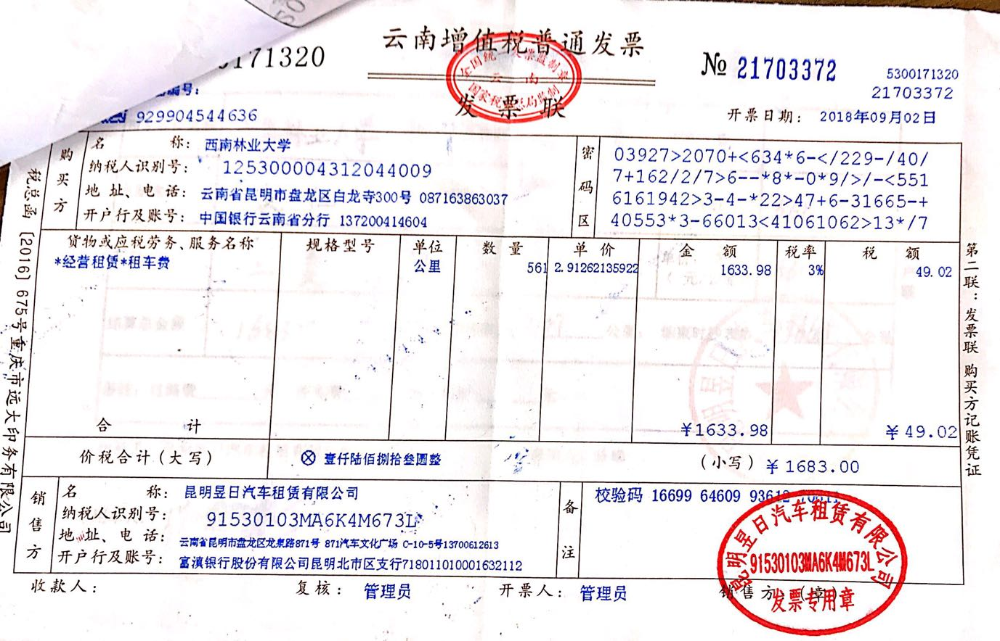 云南增值税普通发票
发票联
全国统一发票监制章
云南
国家税务总局监制
171320
№ 21703372
5300171320
21703372
编号:
929904544636
开票日期: 2018年09月02日
购买方
名称: 西南林业大学
纳税人识别号: 125300004312044009
地址、电话: 云南省昆明市盘龙区白龙寺300号 087163863037
开户行及账号: 中国银行云南省分行 137200414604
密码区
03927>2070+<634*6-</229-/40/
7+162/2/7>6--*8*-0*9/>/-<551
6161942>3-4-*22>47+6-31665-+
40553*3-66013<41061062>13*/7
货物或应税劳务、服务名称 规格型号 单位 数量 单价 金额 税率 税额
*经营租赁*租车费 公里 561 2.91262135922 1633.98 3% 49.02
合计 ¥1633.98 ¥49.02
价税合计(大写) ⊗ 壹仟陆佰捌拾叁圆整 (小写) ¥1683.00
销售方
名称: 昆明昱日汽车租赁有限公司
纳税人识别号: 91530103MA6K4M673L
地址、电话: 云南省昆明市盘龙区龙泉路871号 871汽车文化广场 C-10-5号13700612613
开户行及账号: 富滇银行股份有限公司昆明北市区支行718011010001632112
备注
校验码 16699 64609 93612
收款人: 复核: 管理员 开票人: 管理员 销售方:(章)
昆明昱日汽车租赁有限公司
91530103MA6K4M673L
发票专用章
税总函[2016]675号重庆市远大印务有限公司
第二联:发票联 购买方记账凭证